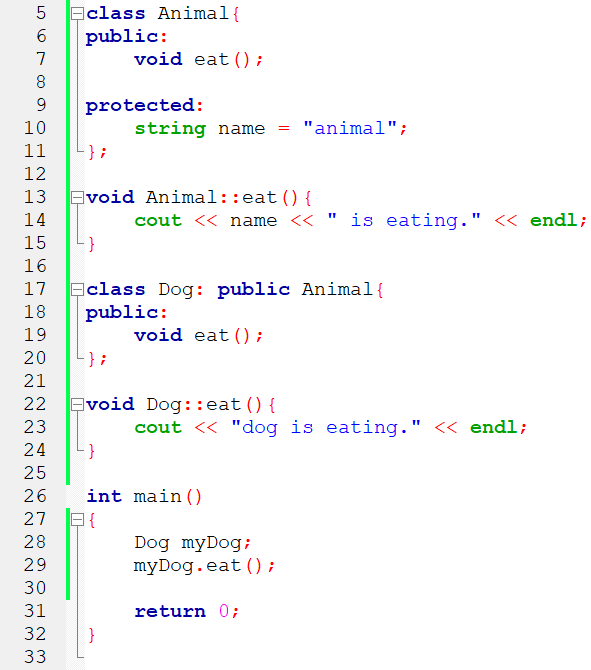 5 class Animal{
6 public:
7     void eat();
8
9 protected:
10     string name = "animal";
11 };
12
13 void Animal::eat(){
14     cout << name << " is eating." << endl;
15 }
16
17 class Dog: public Animal{
18 public:
19     void eat();
20 };
21
22 void Dog::eat(){
23     cout << "dog is eating." << endl;
24 }
25
26 int main()
27 {
28     Dog myDog;
29     myDog.eat();
30
31     return 0;
32 }
33